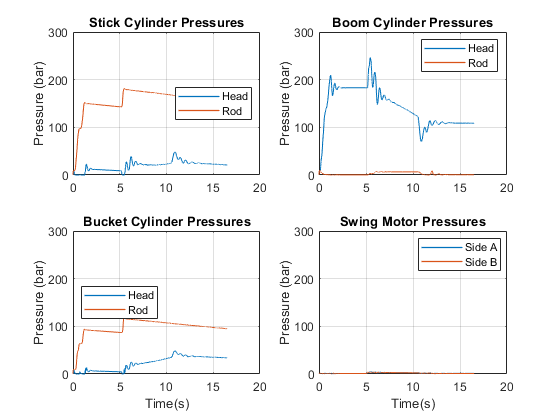 Stick Cylinder Pressures
Pressure (bar)
300
200
100
0
0
5
10
15
20
Head
Rod
Boom Cylinder Pressures
Pressure (bar)
300
200
100
0
0
5
10
15
20
Head
Rod
Bucket Cylinder Pressures
Pressure (bar)
300
200
100
0
0
5
10
15
20
Time(s)
Head
Rod
Swing Motor Pressures
Pressure (bar)
300
200
100
0
0
5
10
15
20
Time(s)
Side A
Side B